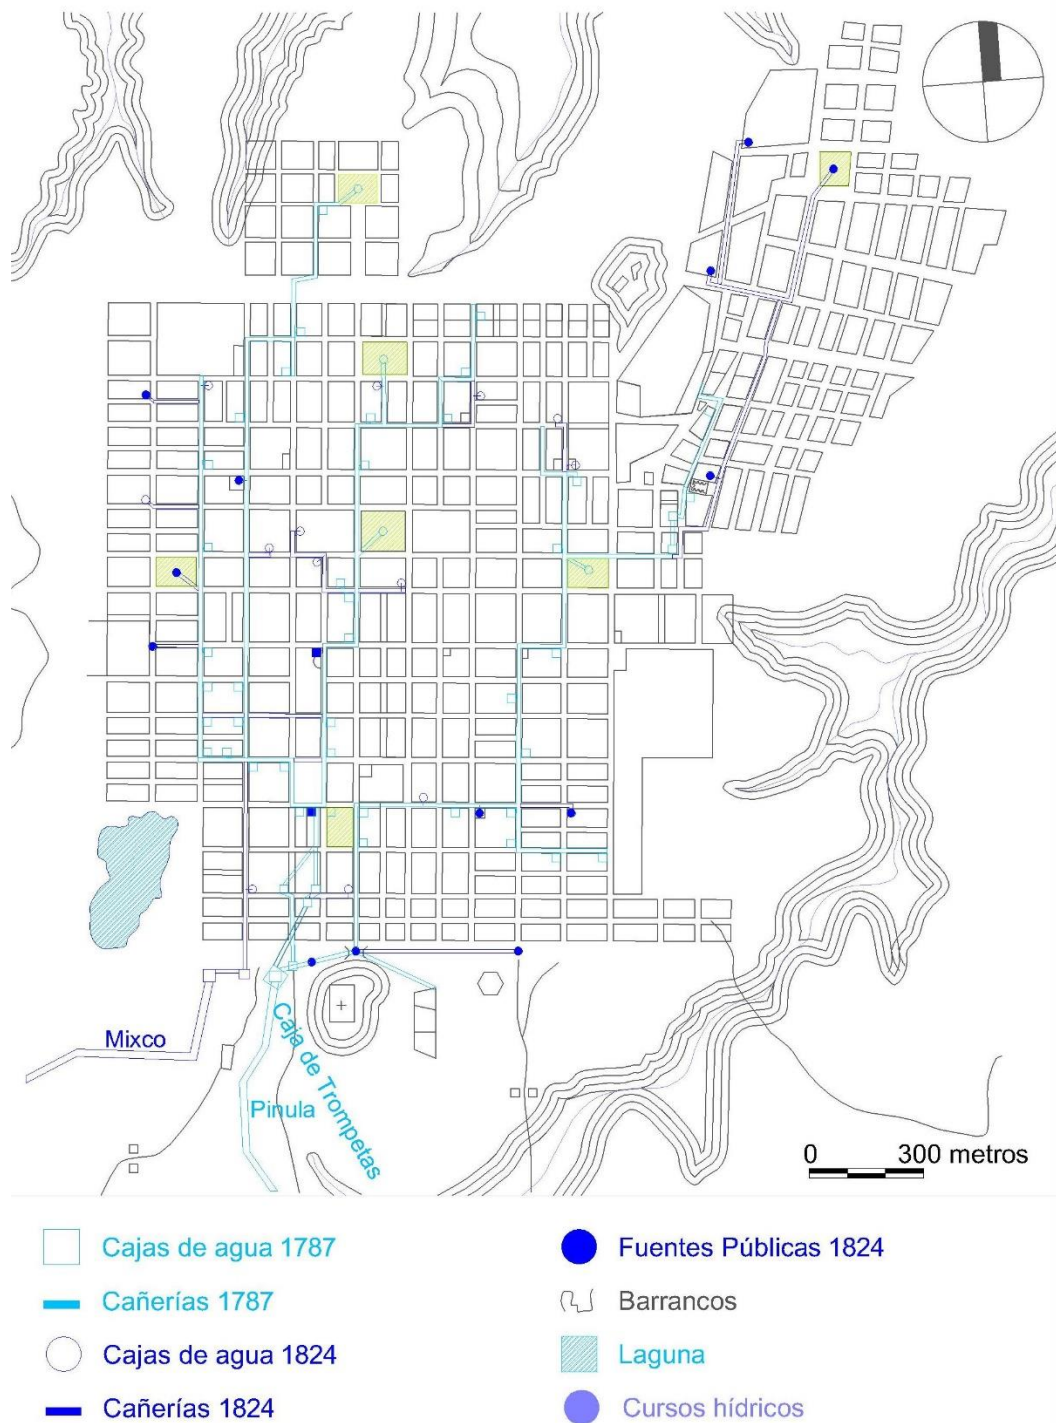 Mixco
Caja de Trompetas
Pinula
0 300 metros
Cajas de agua 1787
Cañerías 1787
Cajas de agua 1824
Cañerías 1824
Fuentes Públicas 1824
Barrancos
Laguna
Cursos hídricos